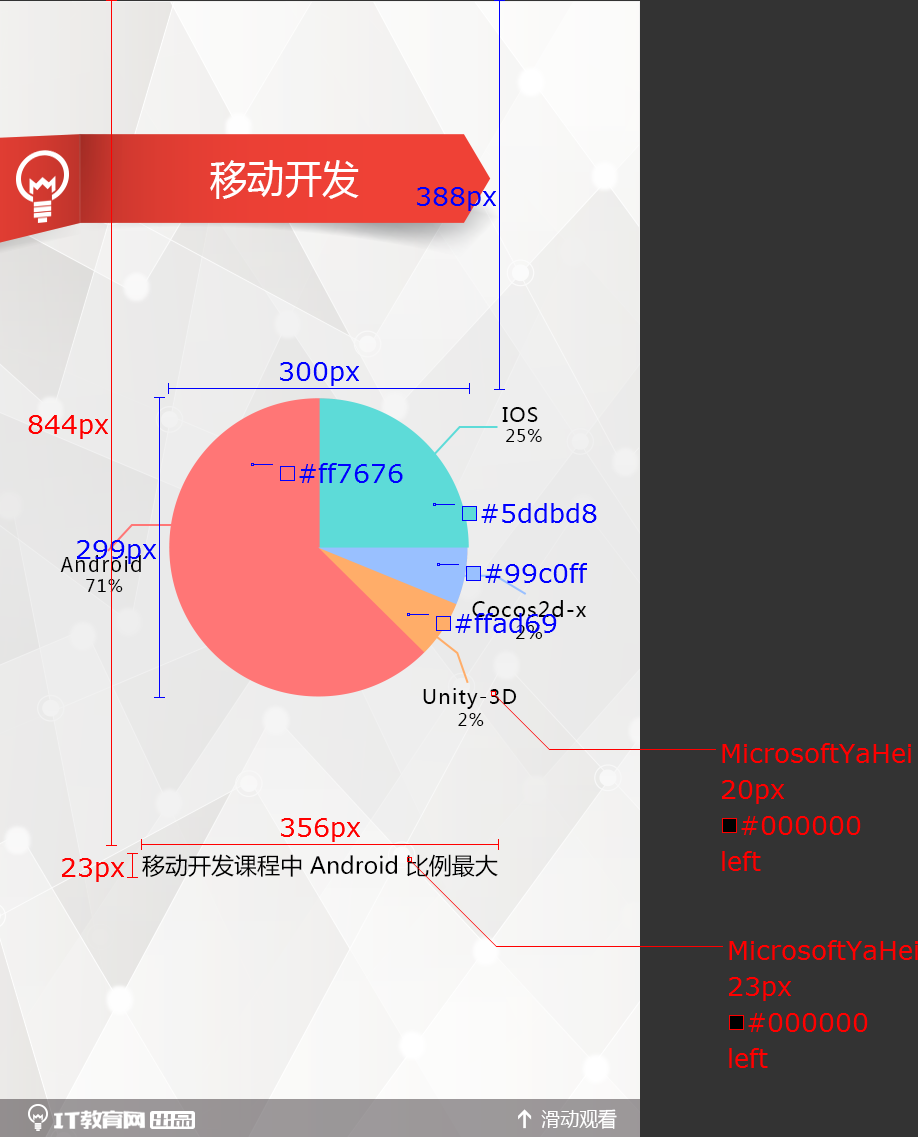 移动开发
388px
300px
IOS
25%
844px
#ff7676
#5ddbd8
299px
Android
71%
#99c0ff
Cocos2d-x
2%
#ffad69
Unity-3D
2%
MicrosoftYaHei
20px
#000000
left
356px
23px
移动开发课程中 Android 比例最大
MicrosoftYaHei
23px
#000000
left
IT教育网 出品
滑动观看